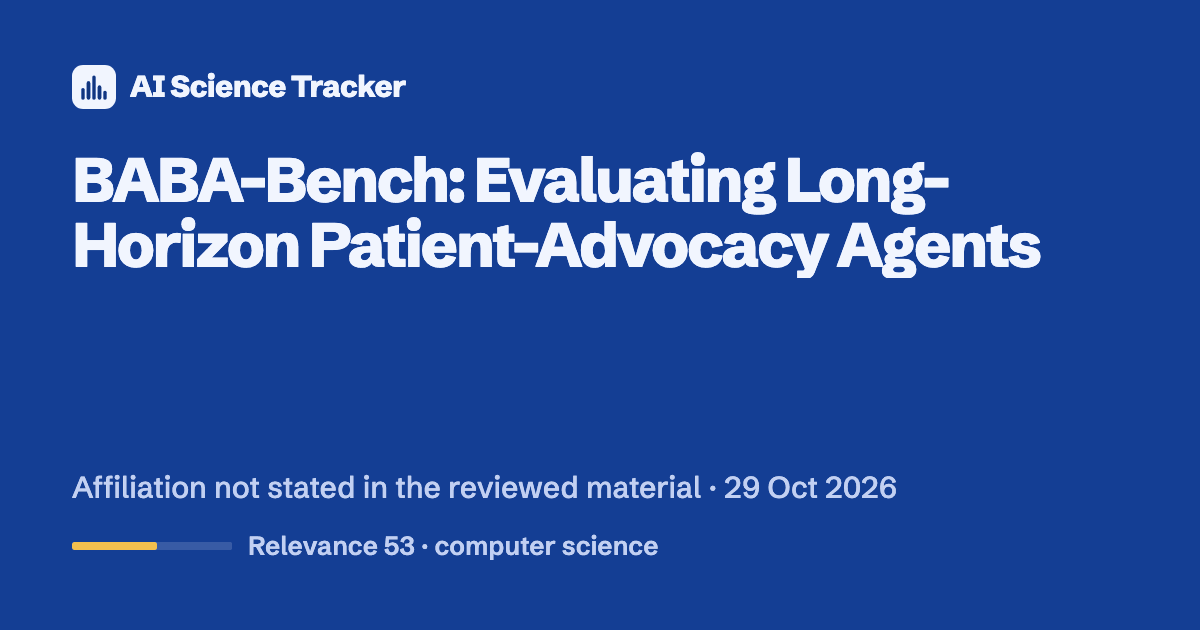 AI Science Tracker
BABA-Bench: Evaluating Long-
Horizon Patient-Advocacy Agents
Affiliation not stated in the reviewed material · 29 Oct 2026
Relevance 53 · computer science